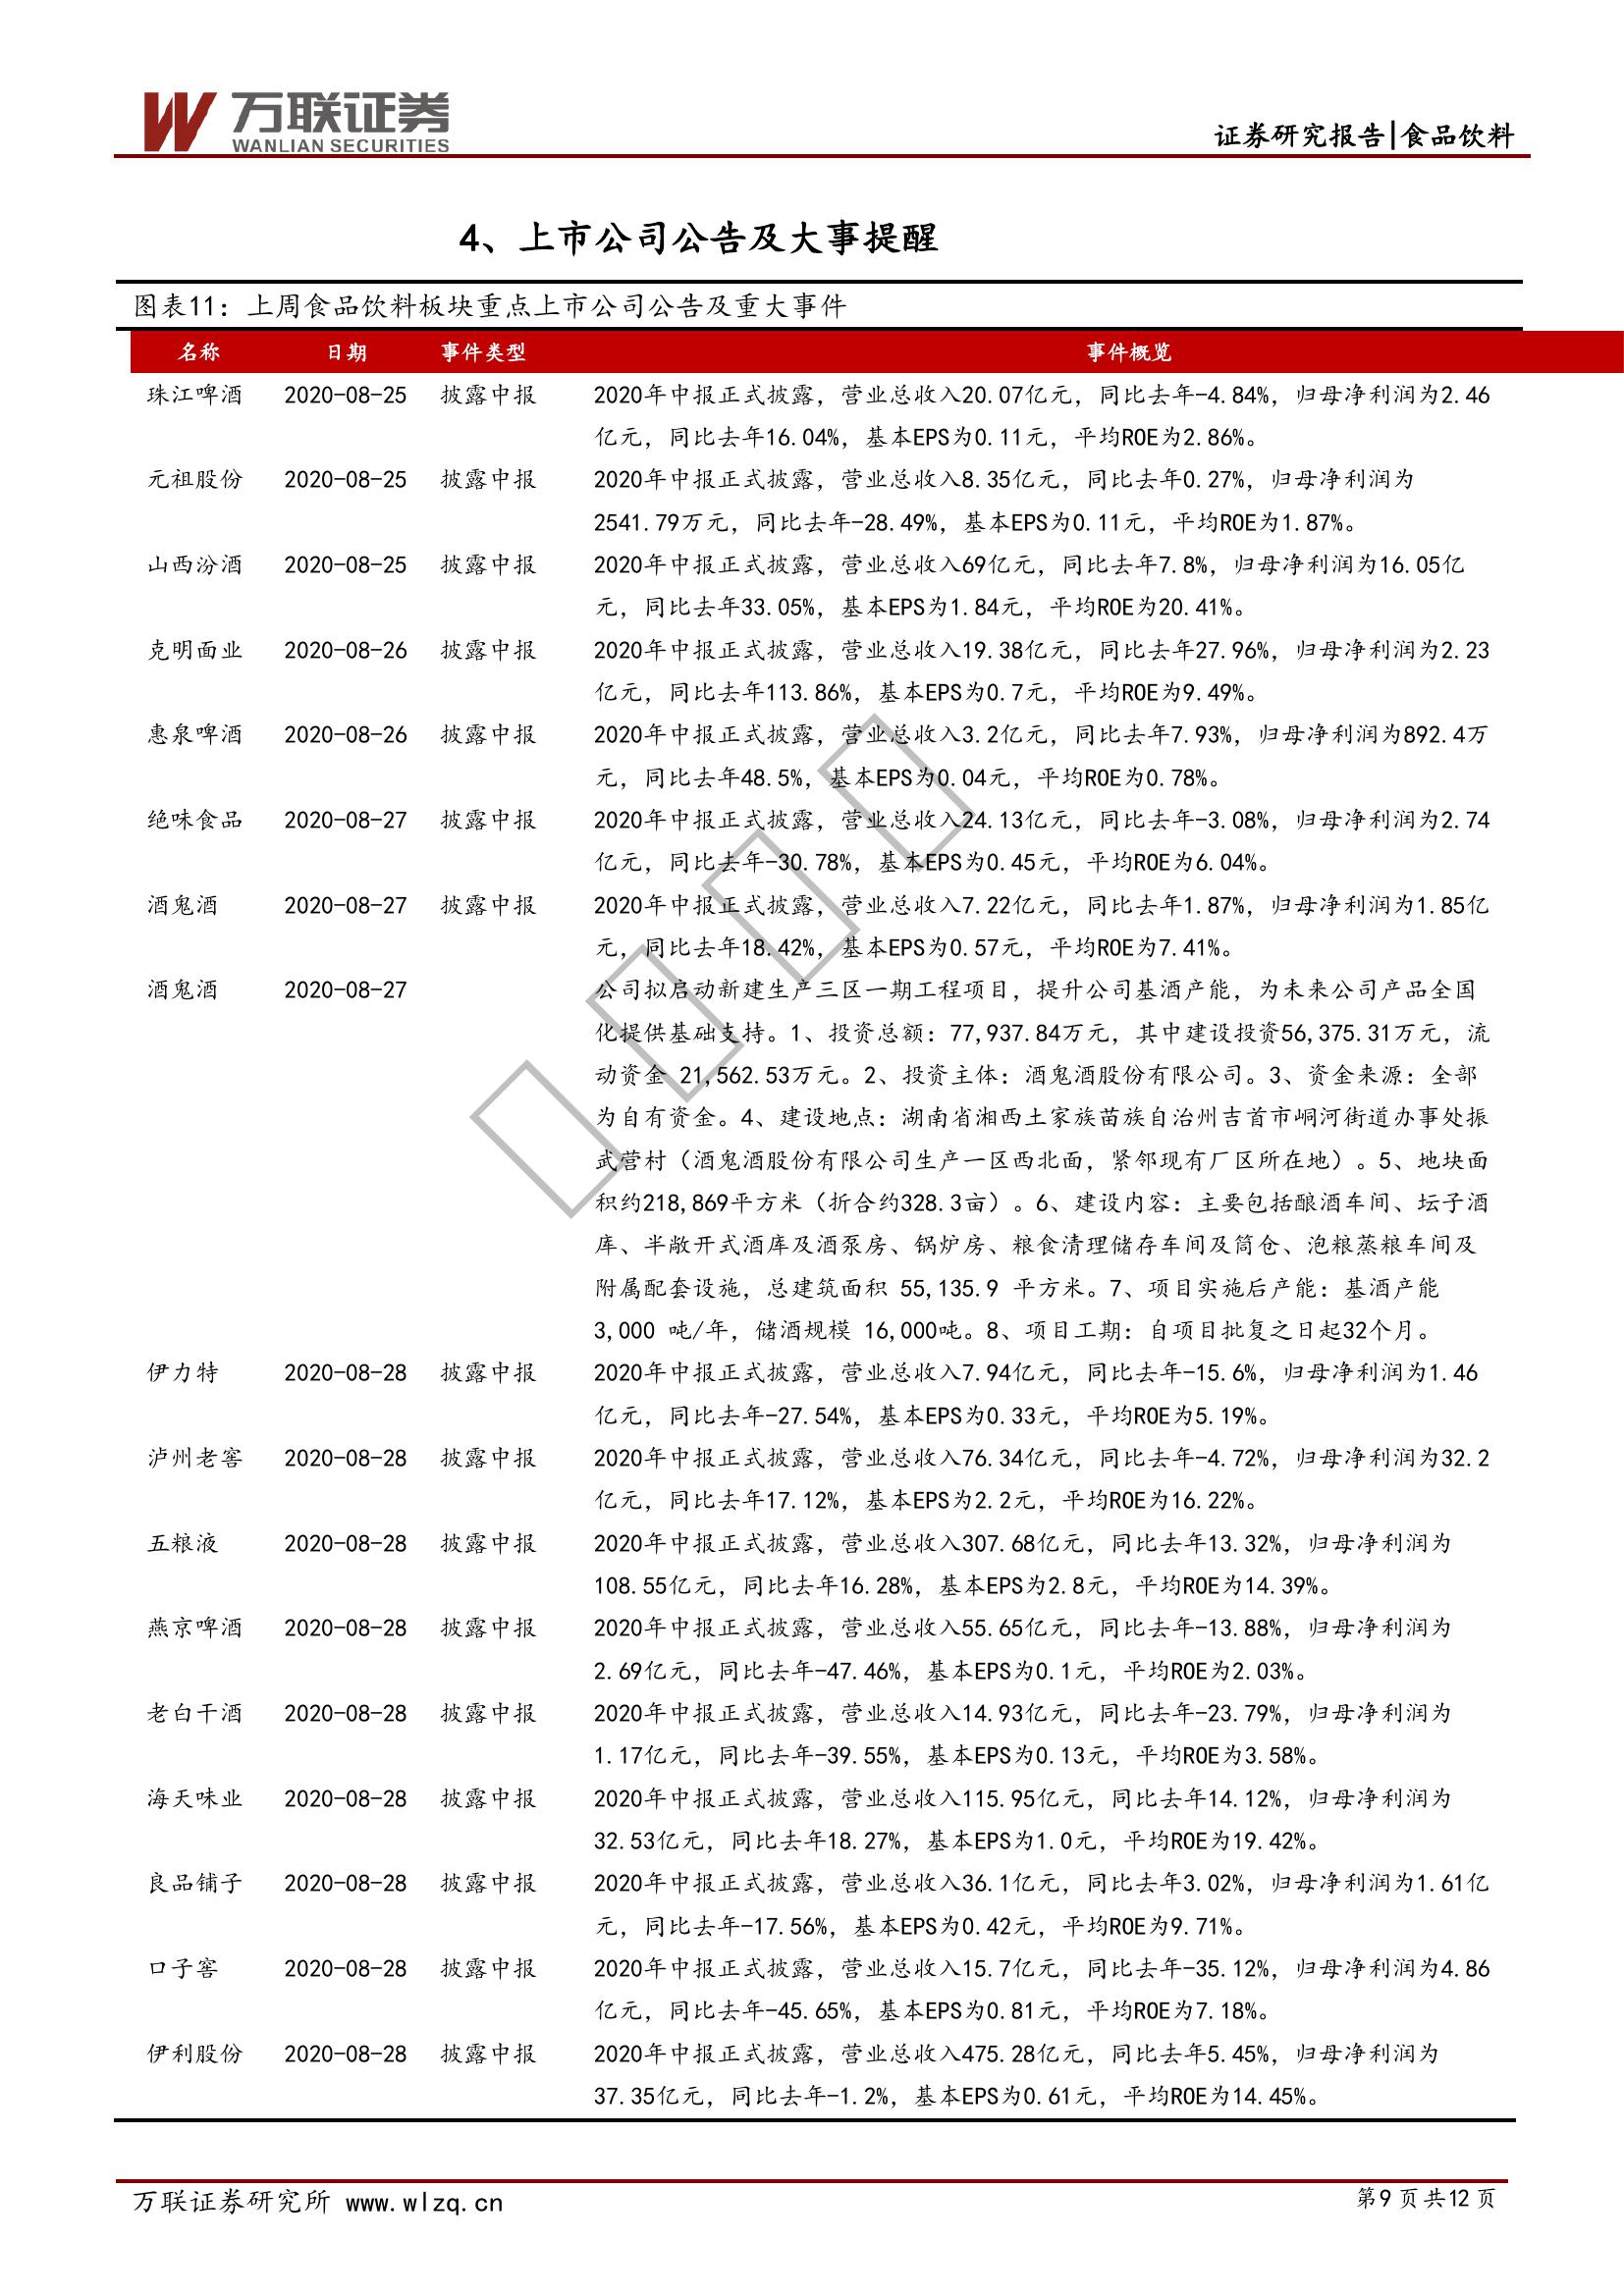 万联证券
WANLIAN SECURITIES
证券研究报告|食品饮料
4、上市公司公告及大事提醒
图表11：上周食品饮料板块重点上市公司公告及重大事件
名称 日期 事件类型 事件概览
珠江啤酒 2020-08-25 披露中报 2020年中报正式披露，营业总收入20.07亿元，同比去年-4.84%，归母净利润为2.46
亿元，同比去年16.04%，基本EPS为0.11元，平均ROE为2.86%。
元祖股份 2020-08-25 披露中报 2020年中报正式披露，营业总收入8.35亿元，同比去年0.27%，归母净利润为
2541.79万元，同比去年-28.49%，基本EPS为0.11元，平均ROE为1.87%。
山西汾酒 2020-08-25 披露中报 2020年中报正式披露，营业总收入69亿元，同比去年7.8%，归母净利润为16.05亿
元，同比去年33.05%，基本EPS为1.84元，平均ROE为20.41%。
克明面业 2020-08-26 披露中报 2020年中报正式披露，营业总收入19.38亿元，同比去年27.96%，归母净利润为2.23
亿元，同比去年113.86%，基本EPS为0.7元，平均ROE为9.49%。
惠泉啤酒 2020-08-26 披露中报 2020年中报正式披露，营业总收入3.2亿元，同比去年7.93%，归母净利润为892.4万
元，同比去年48.5%，基本EPS为0.04元，平均ROE为0.78%。
绝味食品 2020-08-27 披露中报 2020年中报正式披露，营业总收入24.13亿元，同比去年-3.08%，归母净利润为2.74
亿元，同比去年-30.78%，基本EPS为0.45元，平均ROE为6.04%。
酒鬼酒 2020-08-27 披露中报 2020年中报正式披露，营业总收入7.22亿元，同比去年1.87%，归母净利润为1.85亿
元，同比去年18.42%，基本EPS为0.57元，平均ROE为7.41%。
酒鬼酒 2020-08-27 公司拟启动新建生产三区一期工程项目，提升公司基酒产能，为未来公司产品全国
化提供基础支持。1、投资总额：77,937.84万元，其中建设投资56,375.31万元，流
动资金 21,562.53万元。2、投资主体：酒鬼酒股份有限公司。3、资金来源：全部
为自有资金。4、建设地点：湖南省湘西土家族苗族自治州吉首市峒河街道办事处振
武营村（酒鬼酒股份有限公司生产一区西北面，紧邻现有厂区所在地）。5、地块面
积约218,869平方米（折合约328.3亩）。6、建设内容：主要包括酿酒车间、坛子酒
库、半敞开式酒库及酒泵房、锅炉房、粮食清理储存车间及筒仓、泡粮蒸粮车间及
附属配套设施，总建筑面积 55,135.9 平方米。7、项目实施后产能：基酒产能
3,000 吨/年，储酒规模 16,000吨。8、项目工期：自项目批复之日起32个月。
伊力特 2020-08-28 披露中报 2020年中报正式披露，营业总收入7.94亿元，同比去年-15.6%，归母净利润为1.46
亿元，同比去年-27.54%，基本EPS为0.33元，平均ROE为5.19%。
泸州老窖 2020-08-28 披露中报 2020年中报正式披露，营业总收入76.34亿元，同比去年-4.72%，归母净利润为32.2
亿元，同比去年17.12%，基本EPS为2.2元，平均ROE为16.22%。
五粮液 2020-08-28 披露中报 2020年中报正式披露，营业总收入307.68亿元，同比去年13.32%，归母净利润为
108.55亿元，同比去年16.28%，基本EPS为2.8元，平均ROE为14.39%。
燕京啤酒 2020-08-28 披露中报 2020年中报正式披露，营业总收入55.65亿元，同比去年-13.88%，归母净利润为
2.69亿元，同比去年-47.46%，基本EPS为0.1元，平均ROE为2.03%。
老白干酒 2020-08-28 披露中报 2020年中报正式披露，营业总收入14.93亿元，同比去年-23.79%，归母净利润为
1.17亿元，同比去年-39.55%，基本EPS为0.13元，平均ROE为3.58%。
海天味业 2020-08-28 披露中报 2020年中报正式披露，营业总收入115.95亿元，同比去年14.12%，归母净利润为
32.53亿元，同比去年18.27%，基本EPS为1.0元，平均ROE为19.42%。
良品铺子 2020-08-28 披露中报 2020年中报正式披露，营业总收入36.1亿元，同比去年3.02%，归母净利润为1.61亿
元，同比去年-17.56%，基本EPS为0.42元，平均ROE为9.71%。
口子窖 2020-08-28 披露中报 2020年中报正式披露，营业总收入15.7亿元，同比去年-35.12%，归母净利润为4.86
亿元，同比去年-45.65%，基本EPS为0.81元，平均ROE为7.18%。
伊利股份 2020-08-28 披露中报 2020年中报正式披露，营业总收入475.28亿元，同比去年5.45%，归母净利润为
37.35亿元，同比去年-1.2%，基本EPS为0.61元，平均ROE为14.45%。
万联证券研究所 www.wlzq.cn
第9页共12页